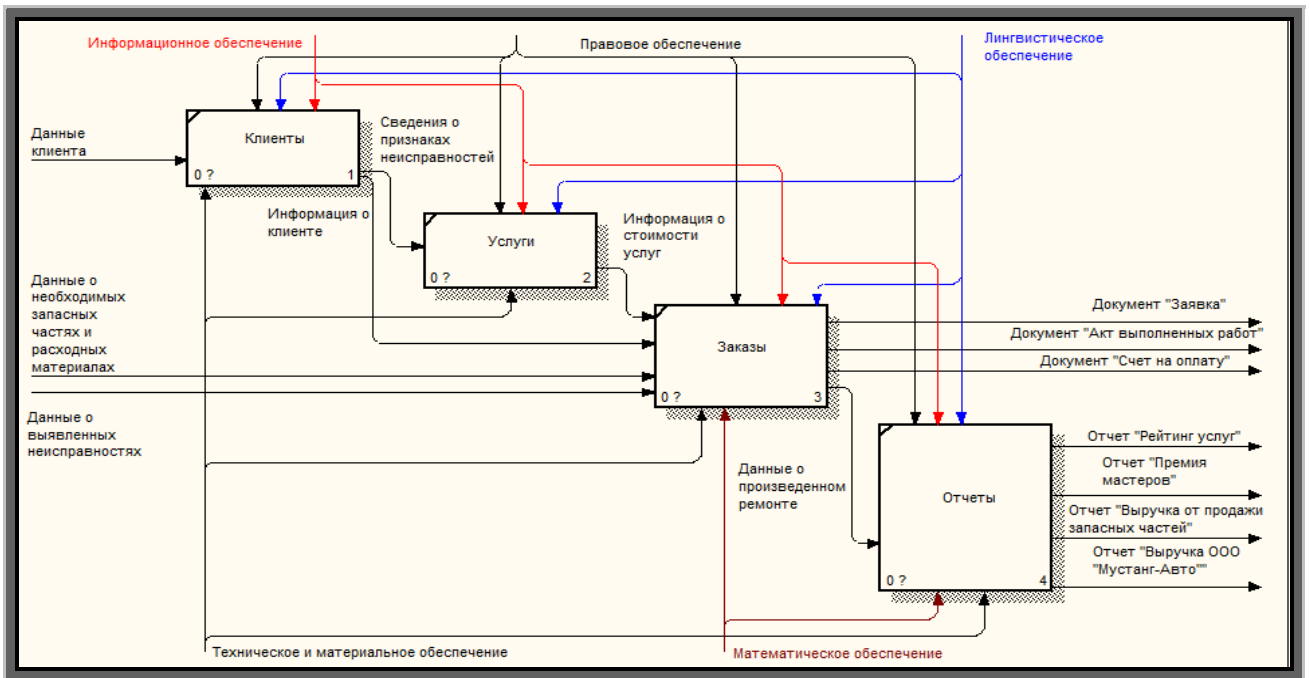 Информационное обеспечение
Правовое обеспечение
Лингвистическое
обеспечение
Данные
клиента
Клиенты
0 ?
1
Сведения о
признаках
неисправностей
Информация о
клиенте
Услуги
0 ?
2
Информация о
стоимости
услуг
Данные о
необходимых
запасных
частях и
расходных
материалах
Заказы
0 ?
3
Документ "Заявка"
Документ "Акт выполненных работ"
Документ "Счет на оплату"
Данные о
выявленных
неисправностях
Данные о
произведенном
ремонте
Отчеты
0 ?
4
Отчет "Рейтинг услуг"
Отчет "Премия
мастеров"
Отчет "Выручка от продажи
запасных частей"
Отчет "Выручка ООО
"Мустанг-Авто""
Техническое и материальное обеспечение
Математическое обеспечение